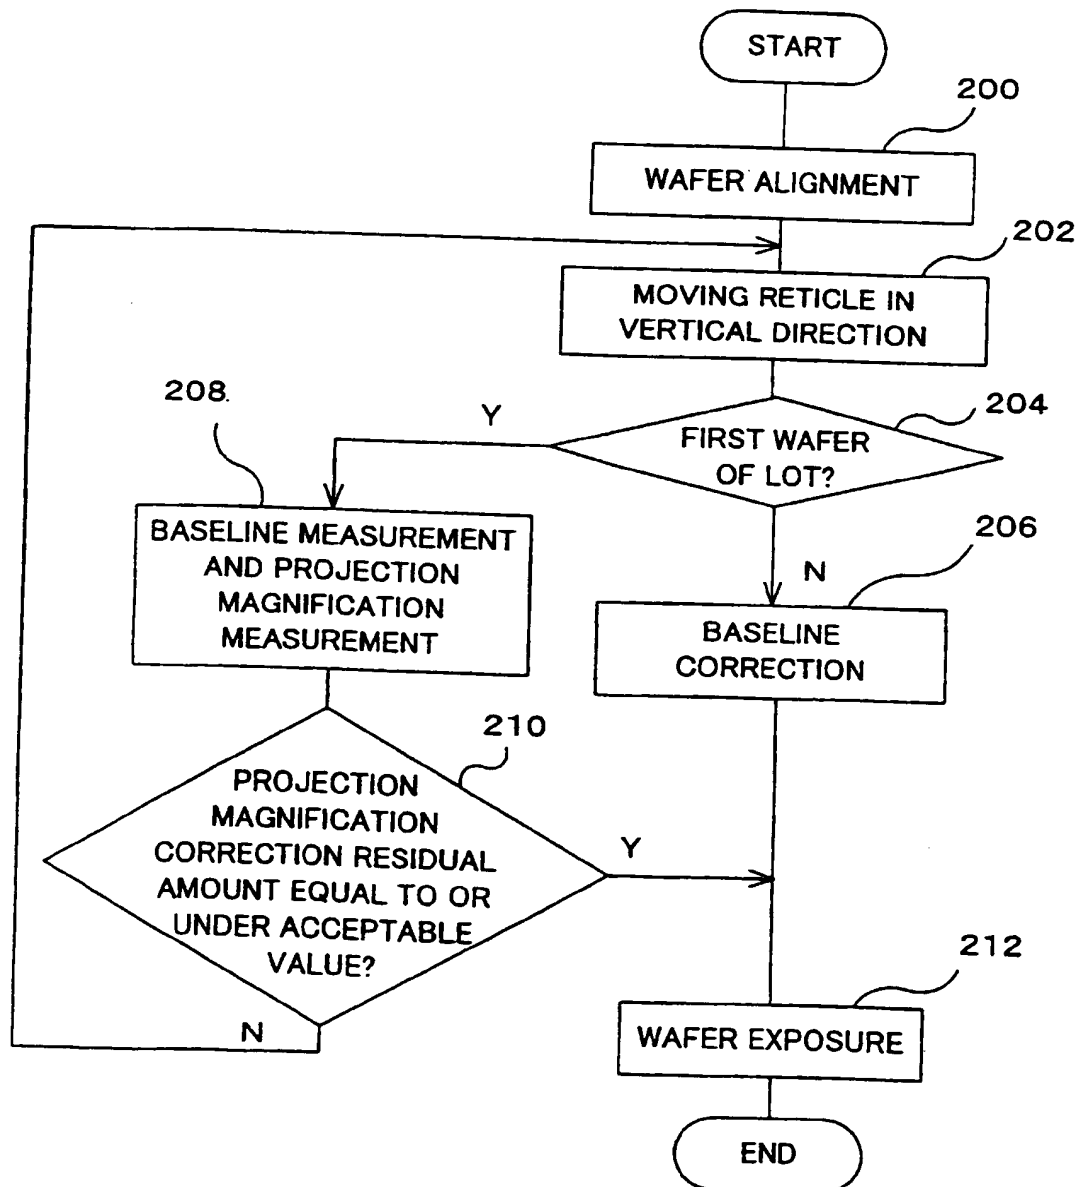 START
200
WAFER ALIGNMENT
202
MOVING RETICLE IN
VERTICAL DIRECTION
208
Y
204
FIRST WAFER
OF LOT?
BASELINE MEASUREMENT
AND PROJECTION
MAGNIFICATION
MEASUREMENT
206
N
BASELINE
CORRECTION
210
PROJECTION
MAGNIFICATION
CORRECTION RESIDUAL
AMOUNT EQUAL TO OR
UNDER ACCEPTABLE
VALUE?
Y
N
212
WAFER EXPOSURE
END